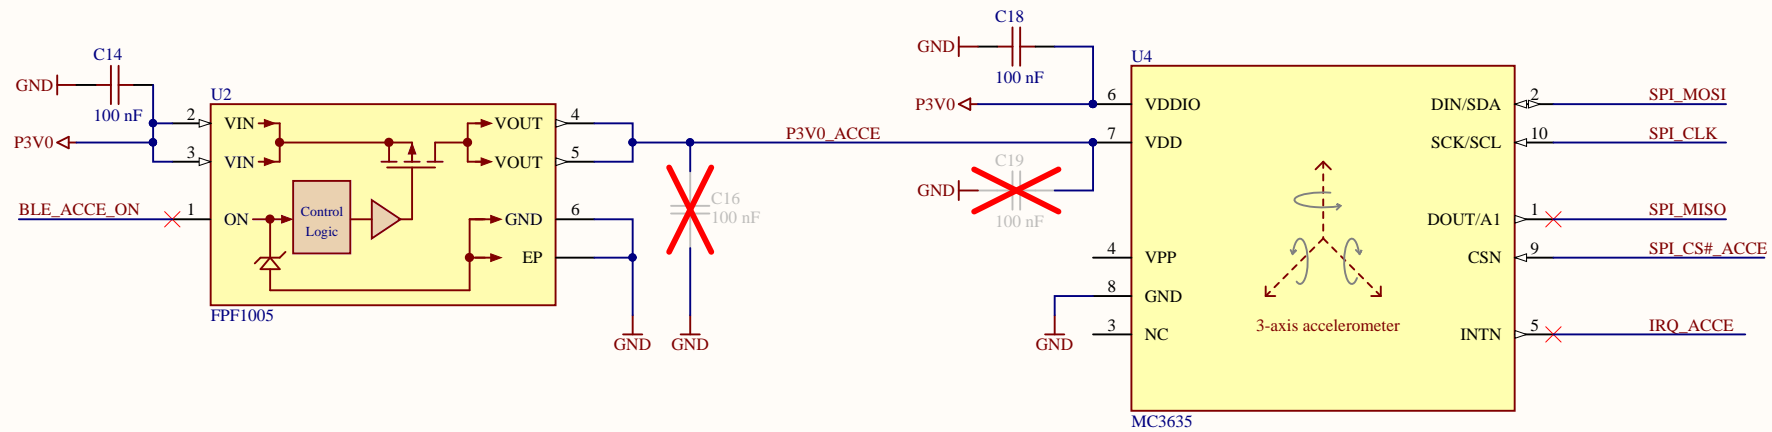 C14
GND
100 nF
P3V0
BLE_ACCE_ON
U2
2
VIN
3
VIN
1
ON
Control
Logic
VOUT
4
VOUT
5
GND
6
EP
FPF1005
GND
GND
C16
100 nF
P3V0_ACCE
C18
GND
100 nF
P3V0
C19
GND
100 nF
GND
U4
6
VDDIO
7
VDD
4
VPP
8
GND
3
NC
3-axis accelerometer
DIN/SDA
2
SPI_MOSI
SCK/SCL
10
SPI_CLK
DOUT/A1
1
SPI_MISO
CSN
9
SPI_CS#_ACCE
INTN
5
IRQ_ACCE
MC3635